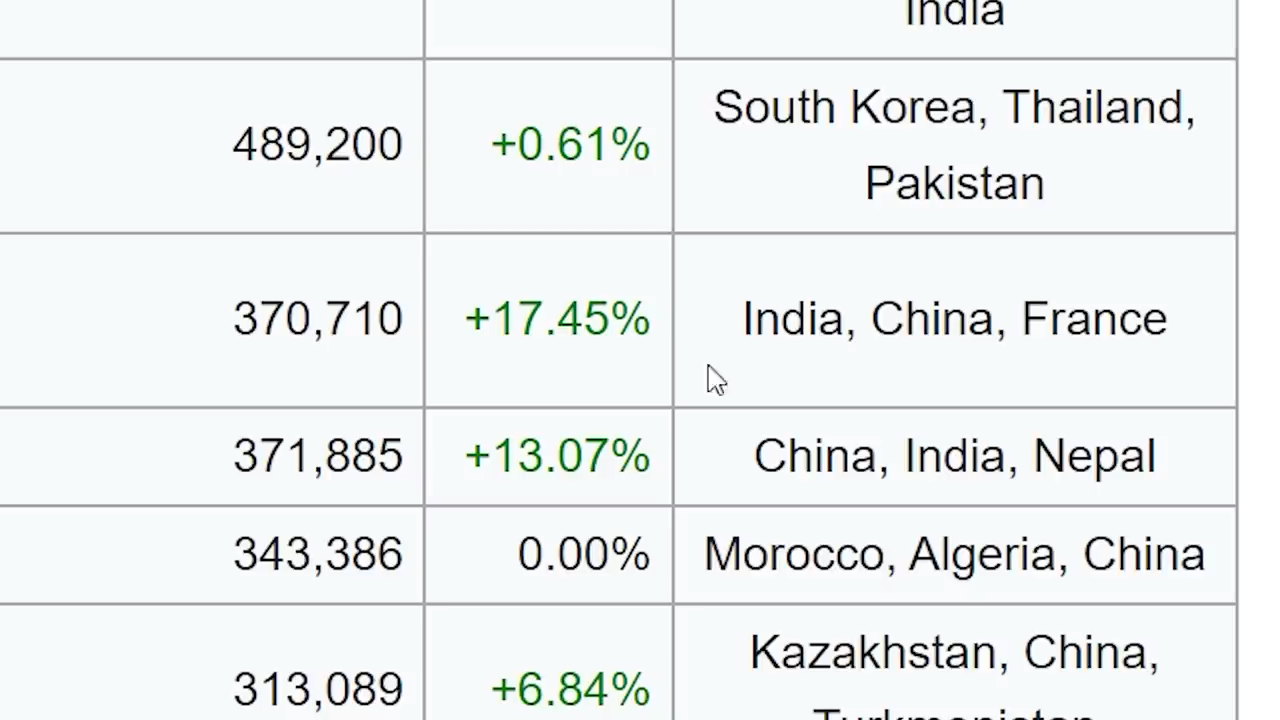 India
489,200 +0.61% South Korea, Thailand,
Pakistan
370,710 +17.45% India, China, France
371,885 +13.07% China, India, Nepal
343,386 0.00% Morocco, Algeria, China
313,089 +6.84% Kazakhstan, China,
Turkmenistan